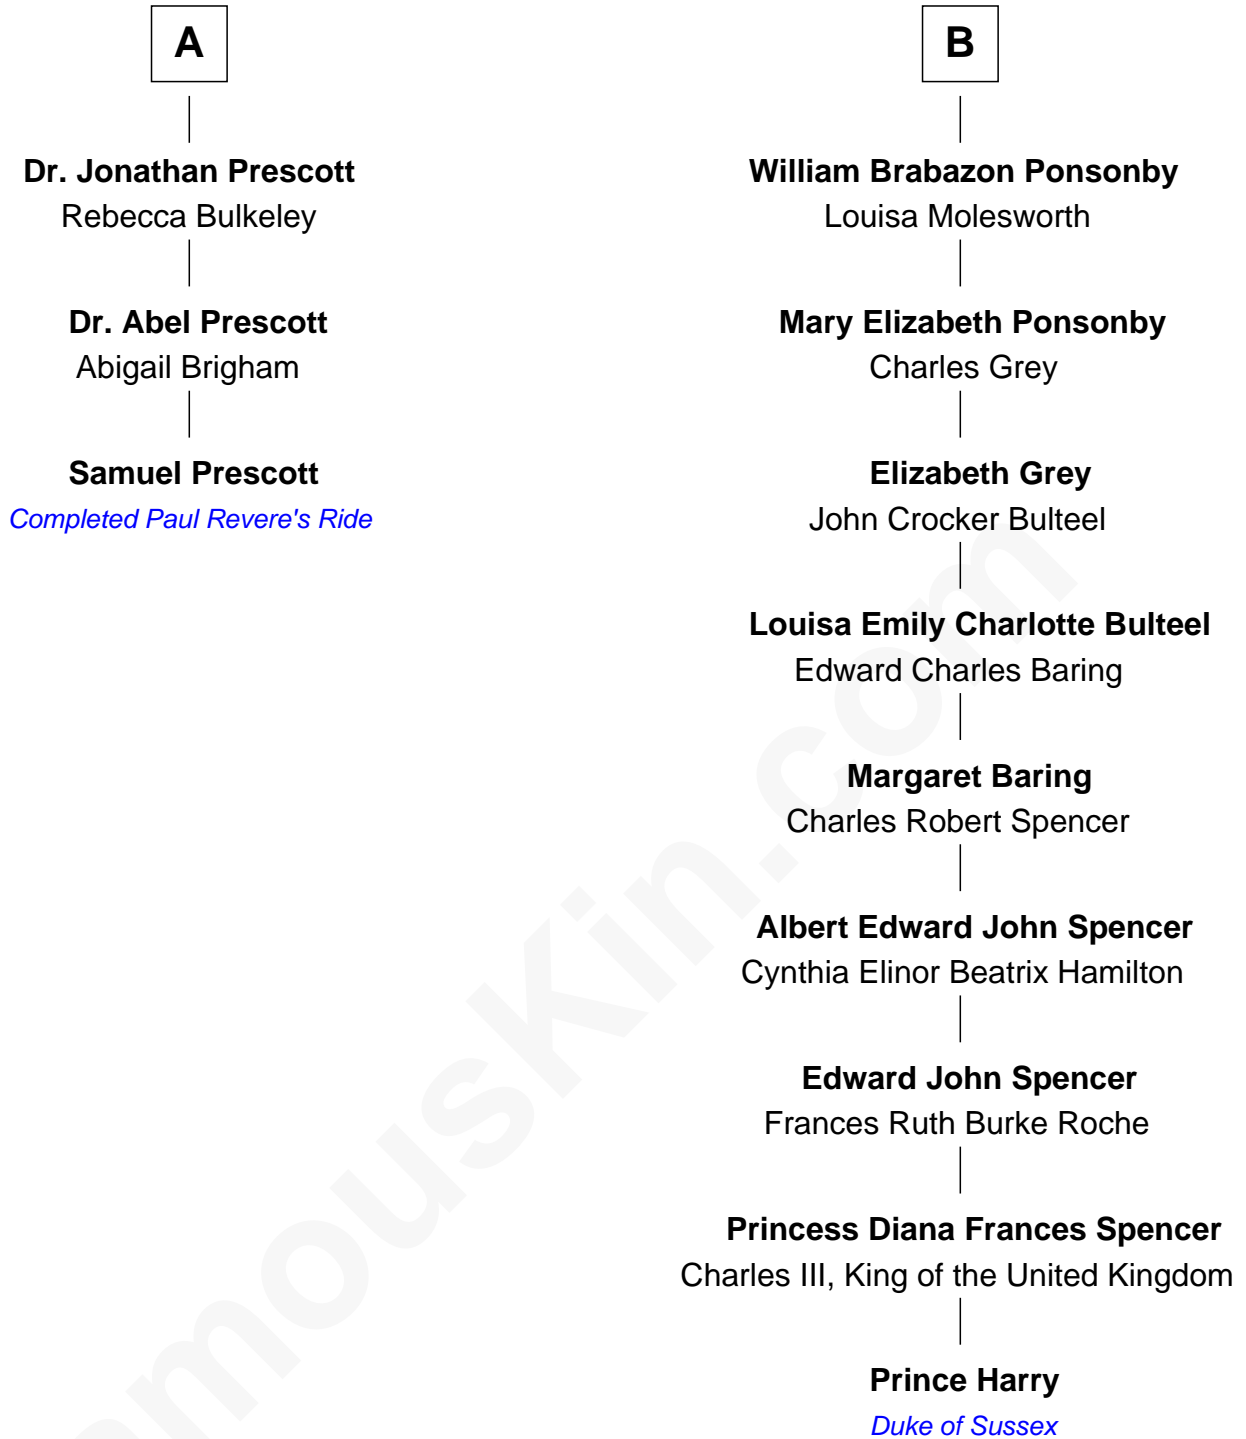 A
Dr. Jonathan Prescott
Rebecca Bulkeley
Dr. Abel Prescott
Abigail Brigham
Samuel Prescott
Completed Paul Revere's Ride
B
William Brabazon Ponsonby
Louisa Molesworth
Mary Elizabeth Ponsonby
Charles Grey
Elizabeth Grey
John Crocker Bulteel
Louisa Emily Charlotte Bulteel
Edward Charles Baring
Margaret Baring
Charles Robert Spencer
Albert Edward John Spencer
Cynthia Elinor Beatrix Hamilton
Edward John Spencer
Frances Ruth Burke Roche
Princess Diana Frances Spencer
Charles III, King of the United Kingdom
Prince Harry
Duke of Sussex
amouskin.com